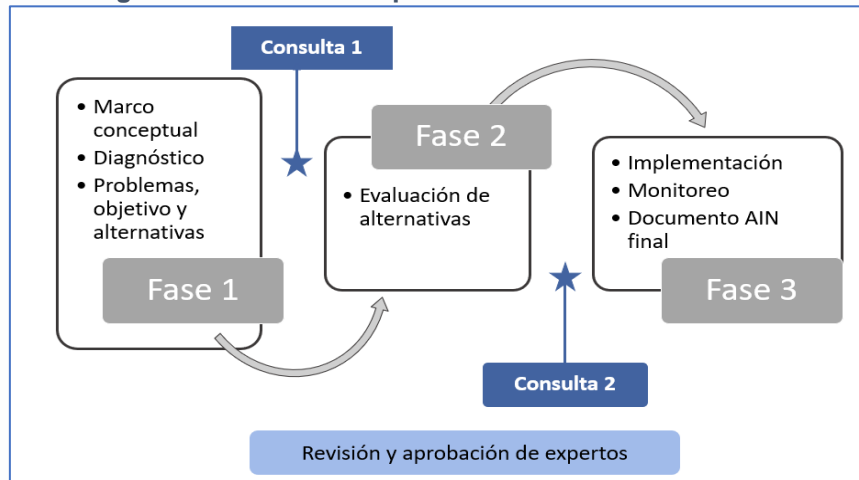 Consulta 1
• Marco
conceptual
• Diagnóstico
• Problemas,
objetivo y
alternativas
Fase 1
Fase 2
• Evaluación de
alternativas
• Implementación
• Monitoreo
• Documento AIN
final
Fase 3
Consulta 2
Revisión y aprobación de expertos